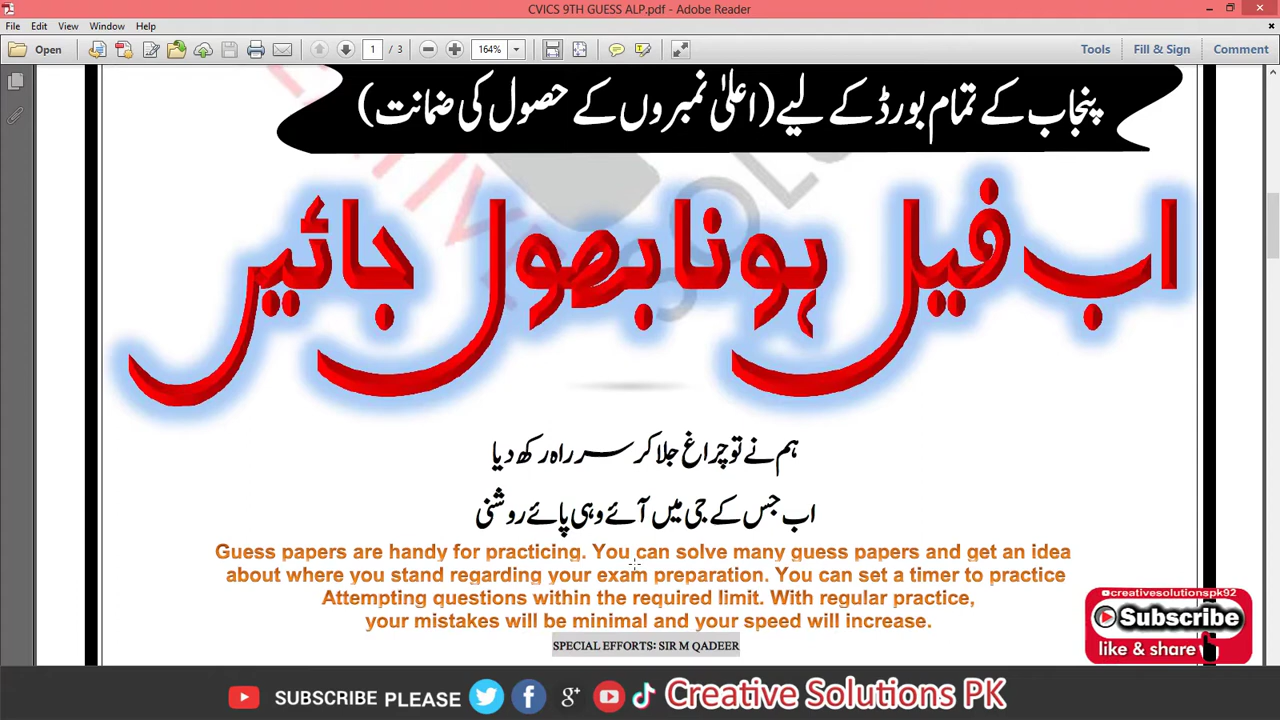 CVICS 9TH GUESS ALP.pdf - Adobe Reader
File Edit View Window Help
Open 1 / 3 164% Tools Fill & Sign Comment
پنجاب کے تمام بورڈ کے لیے (اعلیٰ نمبروں کے حصول کی ضمانت)
اب فیل ہونا بھول جائیں
ہم نے تو چراغ جلا کر سر راہ رکھ دیا
اب جس کے جی میں آئے وہی پائے روشنی
Guess papers are handy for practicing. You can solve many guess papers and get an idea
about where you stand regarding your exam preparation. You can set a timer to practice
Attempting questions within the required limit. With regular practice,
your mistakes will be minimal and your speed will increase.
SPECIAL EFFORTS: SIR M QADEER
creativesolutionspk92
Subscribe
like & share
SUBSCRIBE PLEASE g+ Creative Solutions PK